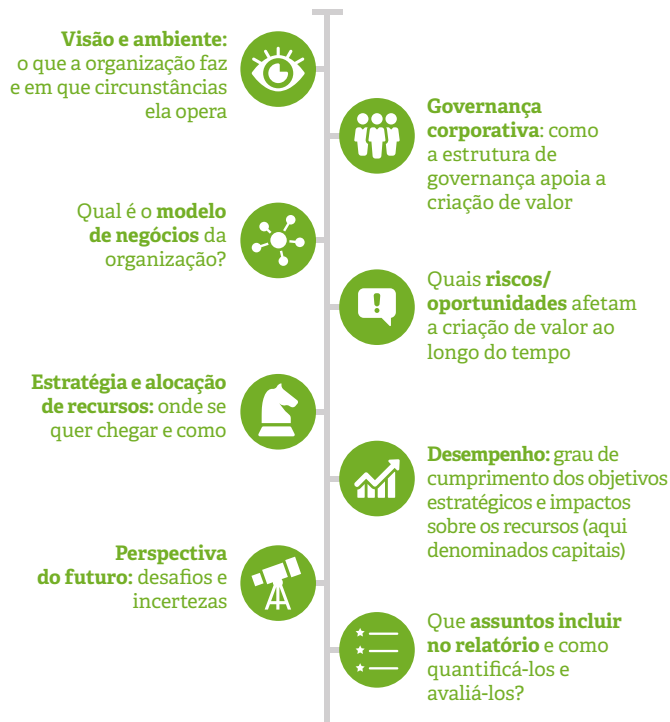 Visão e ambiente:
o que a organização faz
e em que circunstâncias
ela opera
Governança
corporativa: como
a estrutura de
governança apoia a
criação de valor
Qual é o modelo
de negócios da
organização?
Quais riscos/
oportunidades afetam
a criação de valor ao
longo do tempo
Estratégia e alocação
de recursos: onde se
quer chegar e como
Desempenho: grau de
cumprimento dos objetivos
estratégicos e impactos
sobre os recursos (aqui
denominados capitais)
Perspectiva
do futuro: desafios e
incertezas
Que assuntos incluir
no relatório e como
quantificá-los e
avaliá-los?